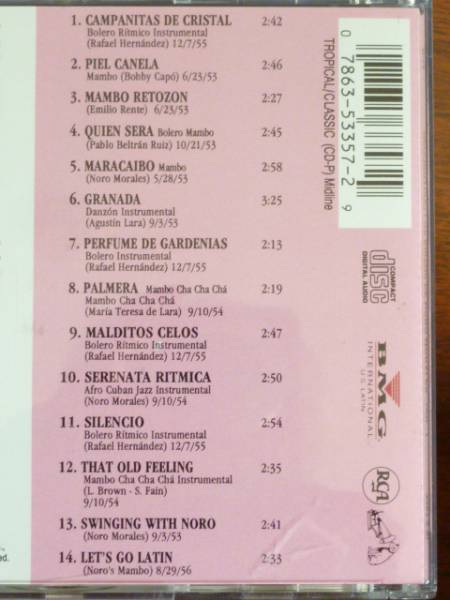 1. CAMPANITAS DE CRISTAL 2:42
Bolero Rítmico Instrumental
(Rafael Hernández) 12/7/55
2. PIEL CANELA 2:46
Mambo (Bobby Capó) 6/23/53
3. MAMBO RETOZON 2:27
(Emilio Rente) 6/23/53
4. QUIEN SERA Bolero Mambo 2:45
(Pablo Beltrán Ruiz) 10/21/53
5. MARACAIBO Mambo 2:58
(Noro Morales) 5/28/53
6. GRANADA 3:25
Danzón Instrumental
(Agustín Lara) 9/3/53
7. PERFUME DE GARDENIAS 2:13
Bolero Instrumental
(Rafael Hernández) 12/7/55
8. PALMERA Mambo Cha Cha Chá 2:19
Mambo Cha Cha Chá
(María Teresa de Lara) 9/10/54
9. MALDITOS CELOS 2:47
Bolero Rítmico Instrumental
(Rafael Hernández) 12/7/55
10. SERENATA RITMICA 2:50
Afro Cuban Jazz Instrumental
(Noro Morales) 9/10/54
11. SILENCIO 2:54
Bolero Rítmico Instrumental
(Rafael Hernández) 12/7/55
12. THAT OLD FEELING 2:35
Mambo Cha Cha Chá Instrumental
(L. Brown - S. Fain)
9/10/54
13. SWINGING WITH NORO 2:41
(Noro Morales) 9/3/53
14. LET'S GO LATIN 2:33
(Noro's Mambo) 8/29/56
0 7863-53357-2 9
TROPICAL/CLASSIC (CD-P) Midline
COMPACT
disc
DIGITAL AUDIO
BMG
INTERNATIONAL
U.S. LATIN
RCA